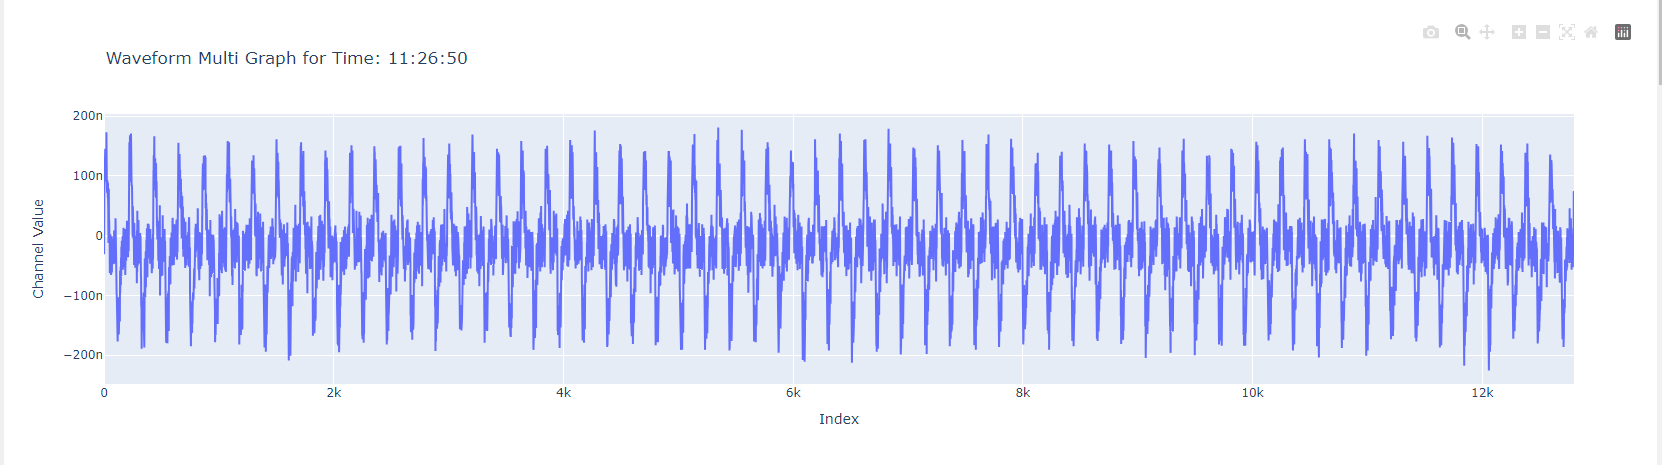 Waveform Multi Graph for Time: 11:26:50
200n
100n
0
−100n
−200n
Channel Value
0 2k 4k 6k 8k 10k 12k
Index